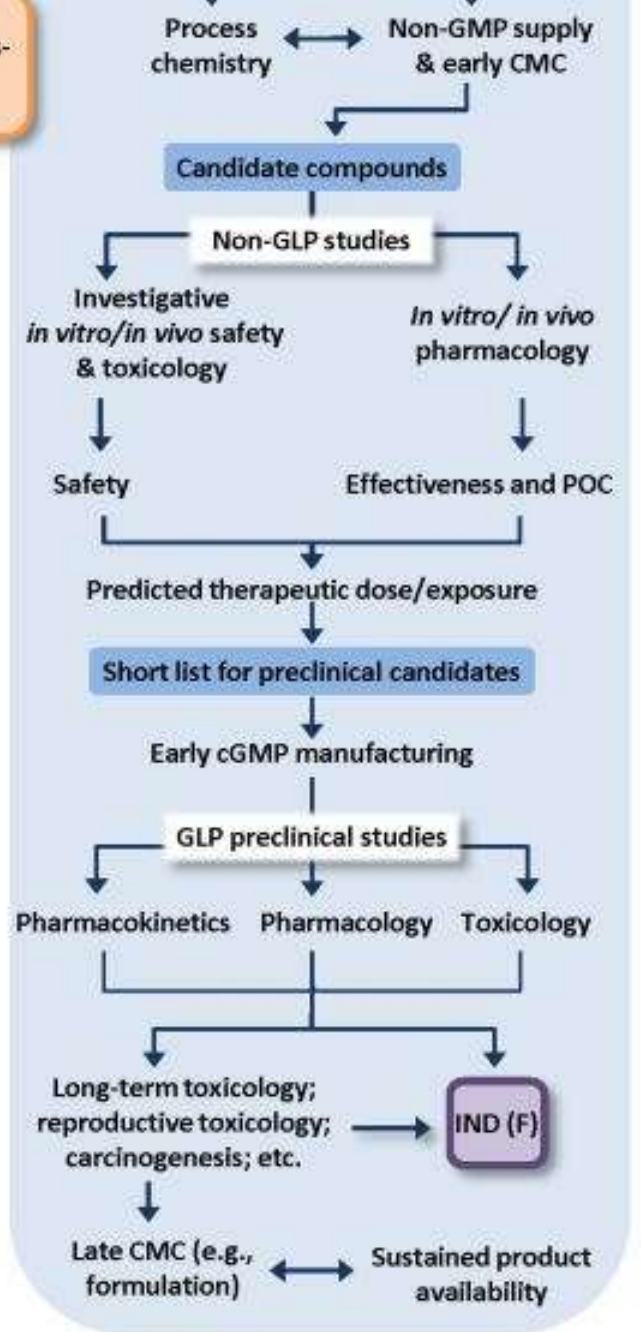 Process
chemistry
Non-GMP supply
& early CMC
Candidate compounds
Non-GLP studies
Investigative
in vitro/in vivo safety
& toxicology
In vitro/ in vivo
pharmacology
Safety
Effectiveness and POC
Predicted therapeutic dose/exposure
Short list for preclinical candidates
Early cGMP manufacturing
GLP preclinical studies
Pharmacokinetics
Pharmacology
Toxicology
Long-term toxicology;
reproductive toxicology;
carcinogenesis; etc.
IND (F)
Late CMC (e.g.,
formulation)
Sustained product
availability